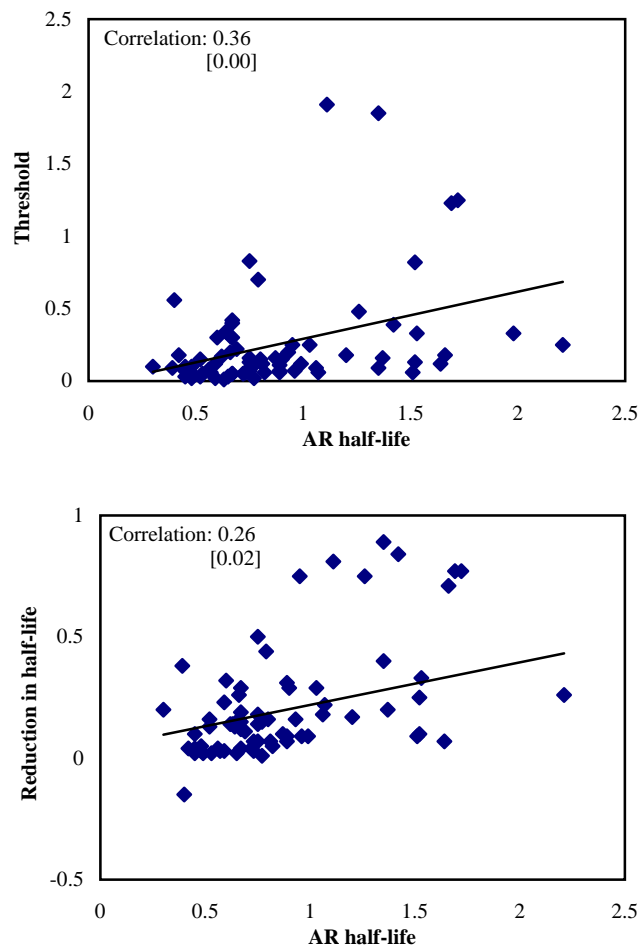 2.5
Correlation: 0.36
[0.00]
2
1.5
Threshold
1
0.5
0
0 0.5 1 1.5 2 2.5
AR half-life
1
Correlation: 0.26
[0.02]
0.5
Reduction in half-life
0
-0.5
0 0.5 1 1.5 2 2.5
AR half-life